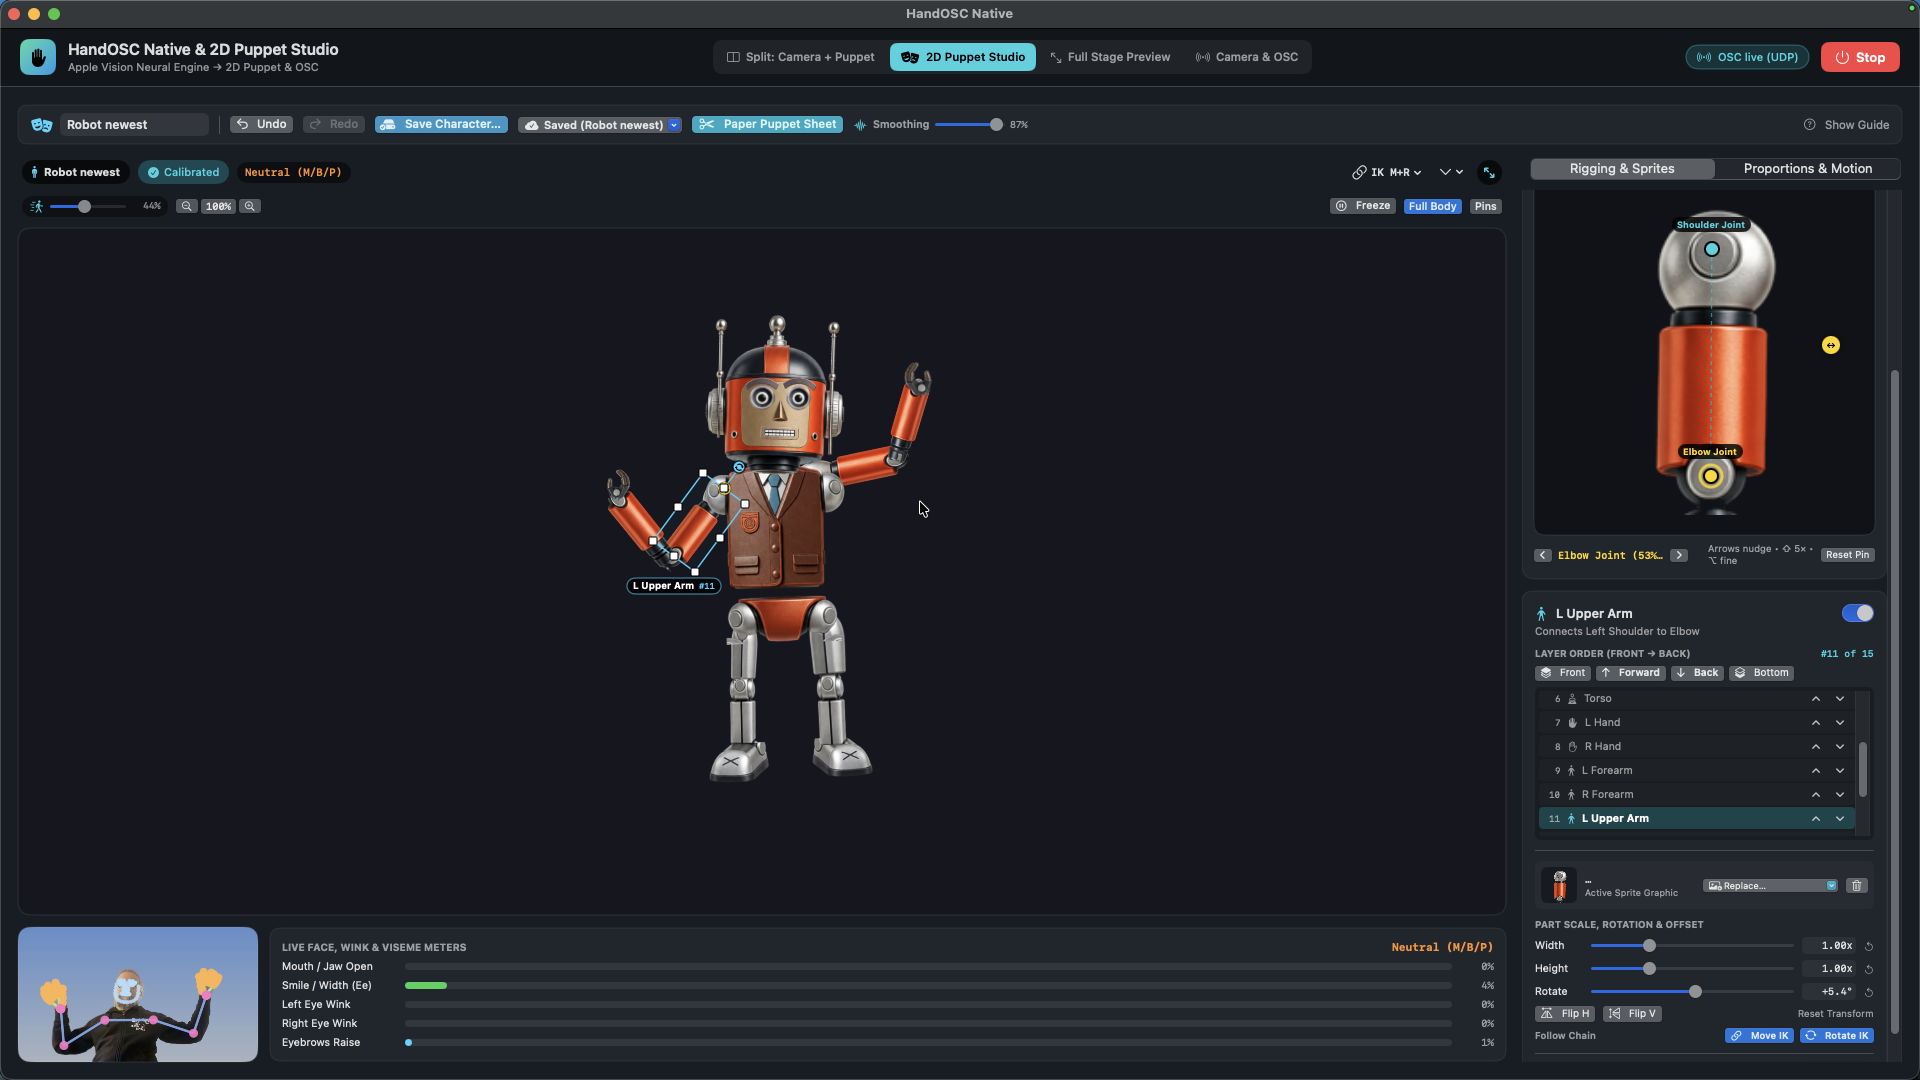 HandOSC Native
HandOSC Native & 2D Puppet Studio
Apple Vision Neural Engine → 2D Puppet & OSC
Split: Camera + Puppet
2D Puppet Studio
Full Stage Preview
Camera & OSC
OSC live (UDP)
Stop
Robot newest
Undo
Redo
Save Character...
Saved (Robot newest)
Paper Puppet Sheet
Smoothing
87%
Show Guide
Robot newest
Calibrated
Neutral (M/B/P)
IK M+R
44%
100%
Freeze
Full Body
Pins
L Upper Arm #11
Rigging & Sprites
Proportions & Motion
Shoulder Joint
Elbow Joint
Elbow Joint (53%…
Arrows nudge • ⇧ 5× •
⌥ fine
Reset Pin
L Upper Arm
Connects Left Shoulder to Elbow
LAYER ORDER (FRONT → BACK)
#11 of 15
Front
Forward
Back
Bottom
6 Torso
7 L Hand
8 R Hand
9 L Forearm
10 R Forearm
11 L Upper Arm
...
Active Sprite Graphic
Replace...
PART SCALE, ROTATION & OFFSET
Width 1.00x
Height 1.00x
Rotate +5.4°
Flip H
Flip V
Reset Transform
Follow Chain
Move IK
Rotate IK
LIVE FACE, WINK & VISEME METERS
Neutral (M/B/P)
Mouth / Jaw Open 0%
Smile / Width (Ee) 4%
Left Eye Wink 0%
Right Eye Wink 0%
Eyebrows Raise 1%